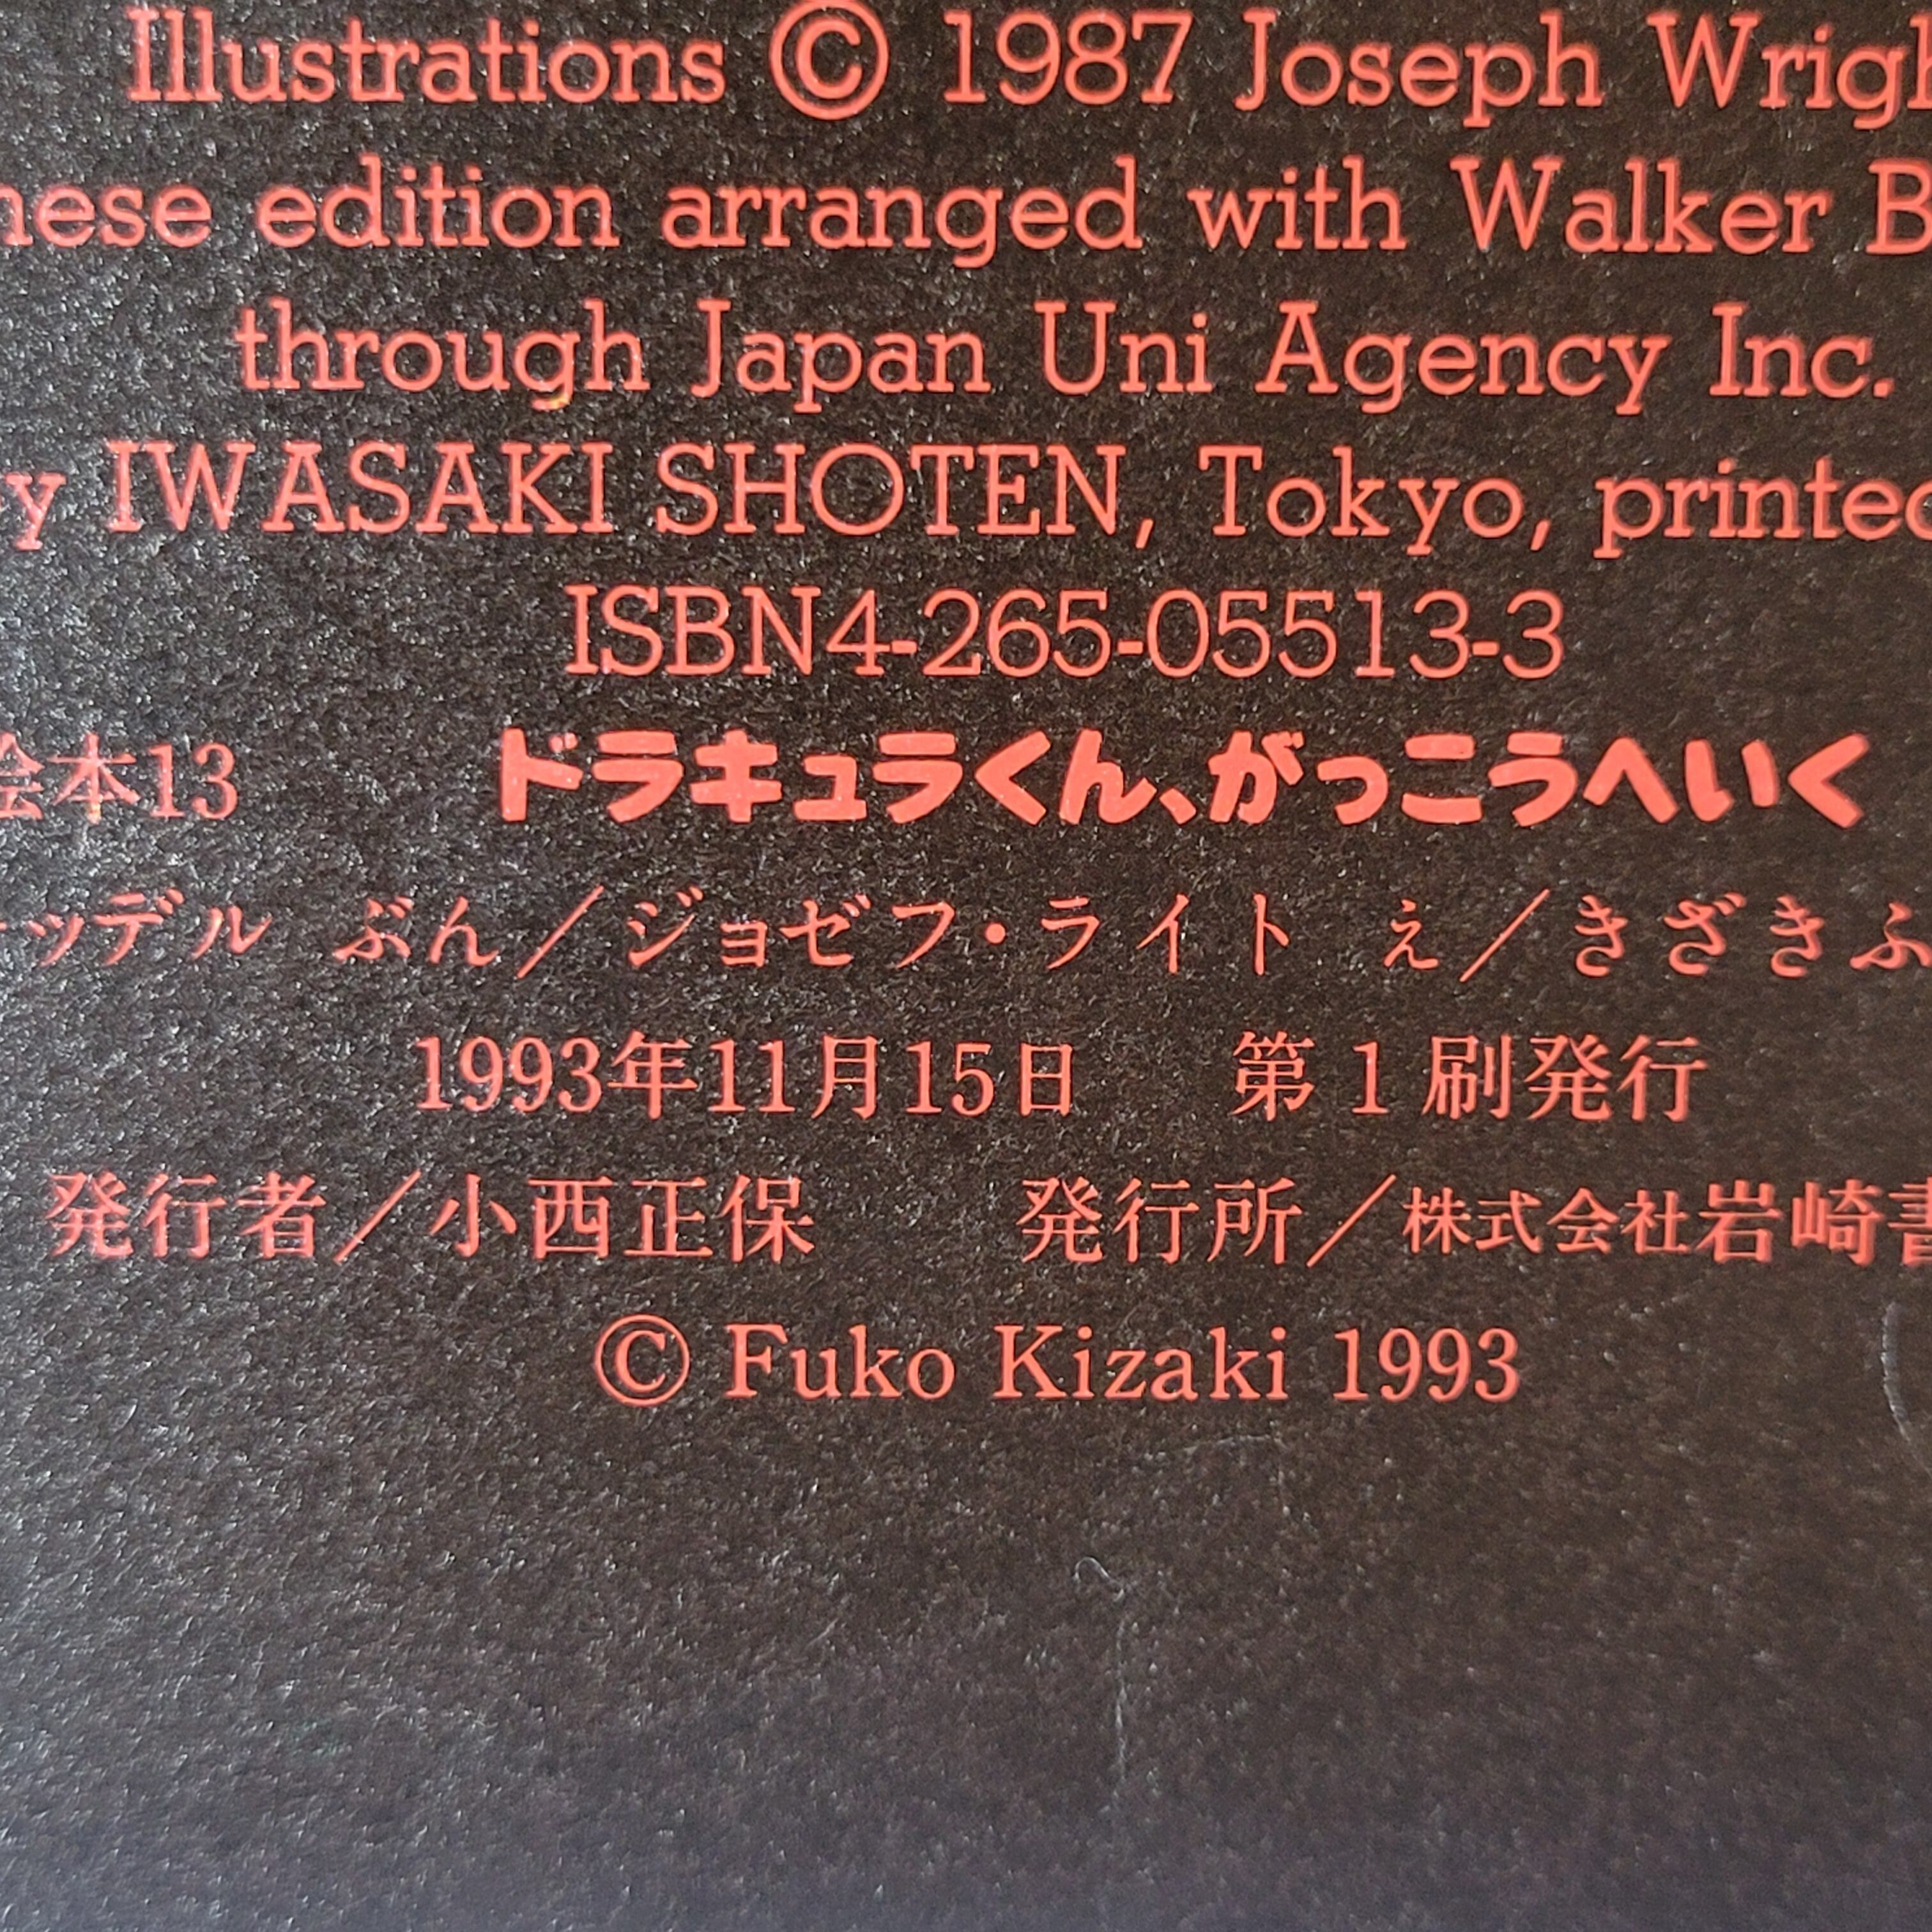 Illustrations © 1987 Joseph
edition arranged with Walker
through Japan Uni Agency Inc.
IWASAKI SHOTEN, Tokyo, printed
ISBN4-265-05513-3
絵本13 ドラキュラくん、がっこうへいく
ッデル ぶん／ジョゼフ・ライト え／きざきふ
1993年11月15日 第1刷発行
発行者／小西正保 発行所／株式会社岩崎書
© Fuko Kizaki 1993